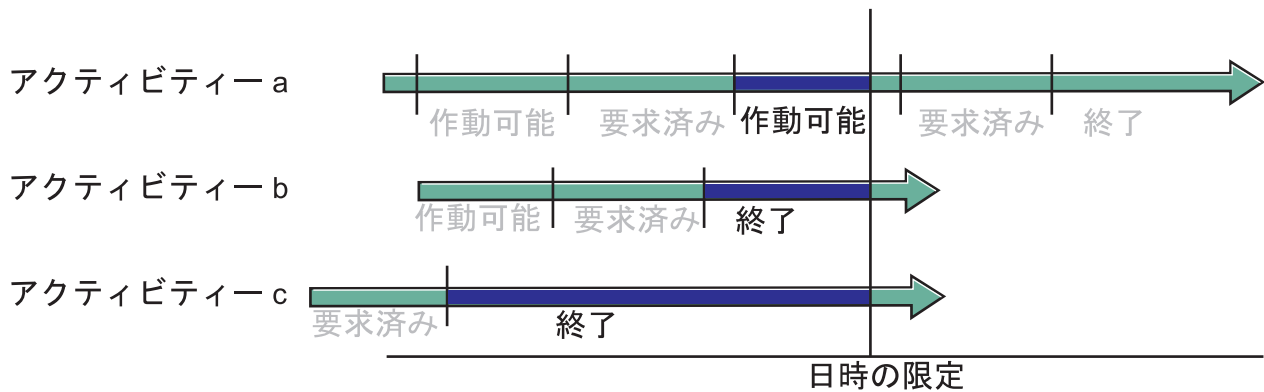 アクティビティー a
作動可能 要求済み 作動可能 要求済み 終了
アクティビティー b
作動可能 要求済み 終了
アクティビティー c
要求済み 終了
日時の限定